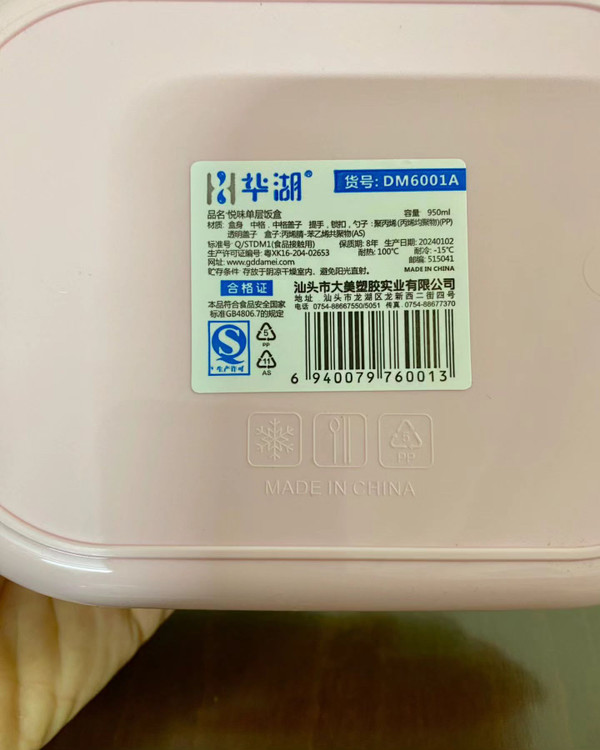 华湖®
货号: DM6001A
品名:悦味单层饭盒 容量: 950ml
材质: 盒身 中格, 中格盖子 提手, 锁扣, 勺子: 聚丙烯(丙烯均聚物)(PP)
透明盖子 盒子:丙烯腈-苯乙烯共聚物(AS)
标准号: Q/STDM1(食品接触用) 保质期: 8年 生产日期: 20240102
生产许可证编号: 粤XK16-204-02653 耐热: 100℃ 耐冷: -15℃
网址: www.gddamei.com 邮编: 515041
贮存条件: 存放于阴凉干燥室内、避免阳光直射。 MADE IN CHINA
合格证
本品符合食品安全国家
标准GB4806.7的规定
汕头市大美塑胶实业有限公司
地址 汕头市龙湖区龙新西二街四号
电话 0754-88667550/5051 传真 0754-88677370
生产许可
5
PP
11
AS
6 940079 760013
5
PP
MADE IN CHINA